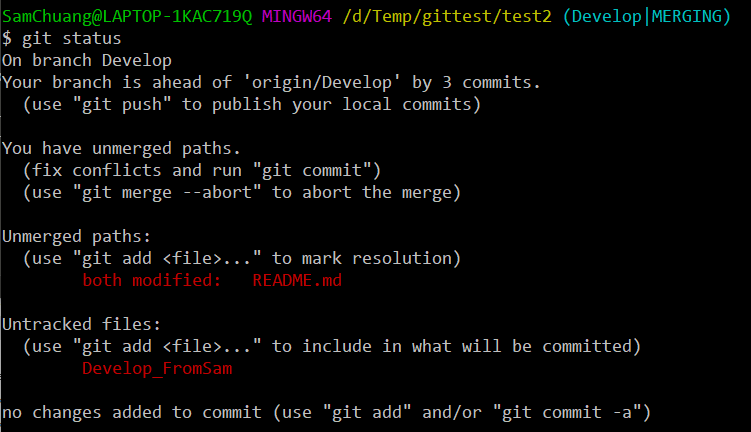 SamChuang@LAPTOP-1KAC719Q MINGW64 /d/Temp/gittest/test2 (Develop|MERGING)
$ git status
On branch Develop
Your branch is ahead of 'origin/Develop' by 3 commits.
  (use "git push" to publish your local commits)

You have unmerged paths.
  (fix conflicts and run "git commit")
  (use "git merge --abort" to abort the merge)

Unmerged paths:
  (use "git add <file>..." to mark resolution)
        both modified:   README.md

Untracked files:
  (use "git add <file>..." to include in what will be committed)
        Develop_FromSam

no changes added to commit (use "git add" and/or "git commit -a")